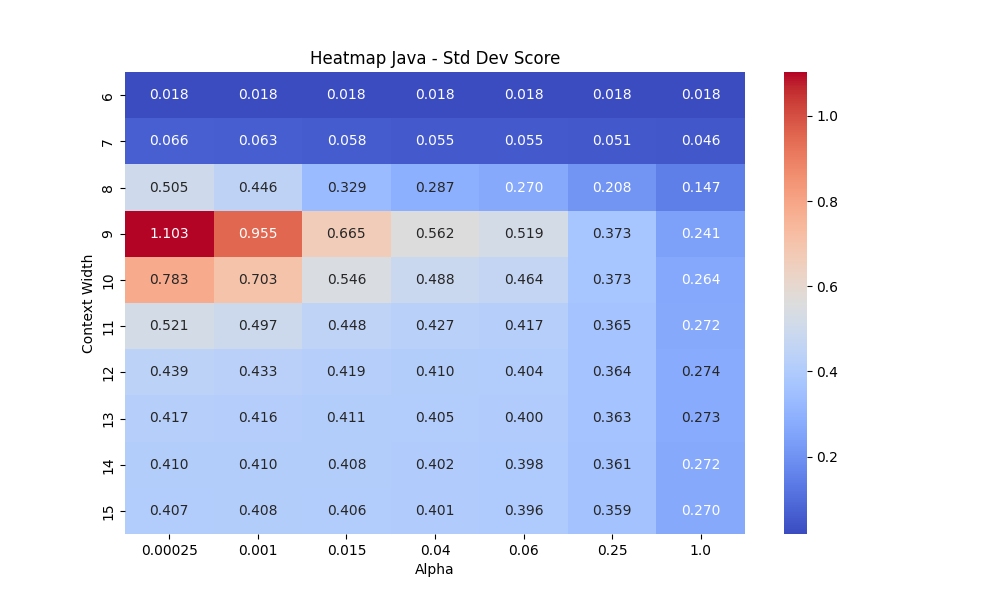 Heatmap Java - Std Dev Score
6 0.018 0.018 0.018 0.018 0.018 0.018 0.018
7 0.066 0.063 0.058 0.055 0.055 0.051 0.046
8 0.505 0.446 0.329 0.287 0.270 0.208 0.147
9 1.103 0.955 0.665 0.562 0.519 0.373 0.241
10 0.783 0.703 0.546 0.488 0.464 0.373 0.264
11 0.521 0.497 0.448 0.427 0.417 0.365 0.272
12 0.439 0.433 0.419 0.410 0.404 0.364 0.274
13 0.417 0.416 0.411 0.405 0.400 0.363 0.273
14 0.410 0.410 0.408 0.402 0.398 0.361 0.272
15 0.407 0.408 0.406 0.401 0.396 0.359 0.270
0.00025 0.001 0.015 0.04 0.06 0.25 1.0
Alpha
Context Width
1.0
0.8
0.6
0.4
0.2